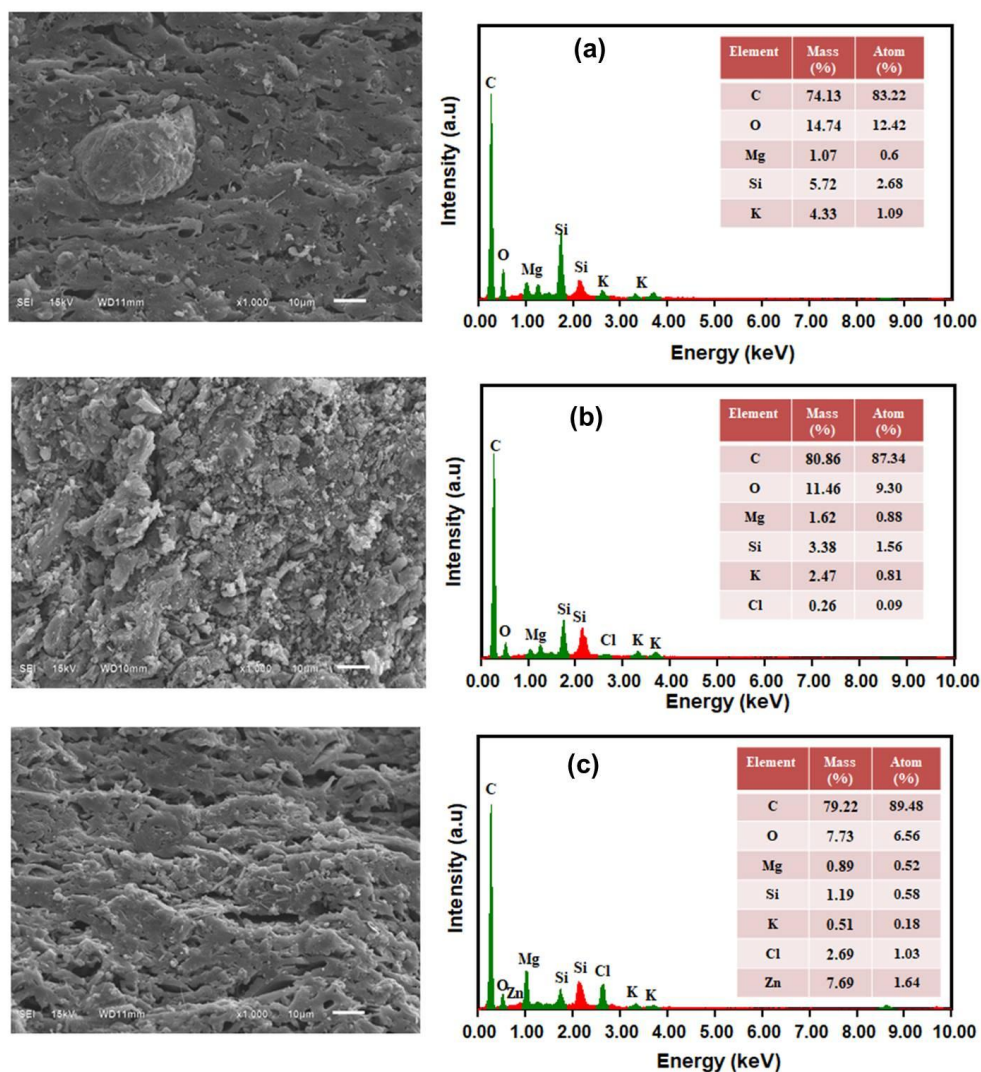 (a)
C
O
Mg
Si
Si
K
K
Element Mass (%) Atom (%)
C 74.13 83.22
O 14.74 12.42
Mg 1.07 0.6
Si 5.72 2.68
K 4.33 1.09
Intensity (a.u)
0.00 1.00 2.00 3.00 4.00 5.00 6.00 7.00 8.00 9.00 10.00
Energy (keV)
SEI 15kV WD11mm x1,000 10µm
(b)
C
O
Mg
Si
Si
Cl
K
K
Element Mass (%) Atom (%)
C 80.86 87.34
O 11.46 9.30
Mg 1.62 0.88
Si 3.38 1.56
K 2.47 0.81
Cl 0.26 0.09
Intensity (a.u)
0.00 1.00 2.00 3.00 4.00 5.00 6.00 7.00 8.00 9.00 10.00
Energy (keV)
SEI 15kV WD10mm x1,000 10µm
(c)
C
O
Zn
Mg
Si
Si
Cl
K
K
Element Mass (%) Atom (%)
C 79.22 89.48
O 7.73 6.56
Mg 0.89 0.52
Si 1.19 0.58
K 0.51 0.18
Cl 2.69 1.03
Zn 7.69 1.64
Intensity (a.u)
0.00 1.00 2.00 3.00 4.00 5.00 6.00 7.00 8.00 9.00 10.00
Energy (keV)
SEI 15kV WD11mm x1,000 10µm